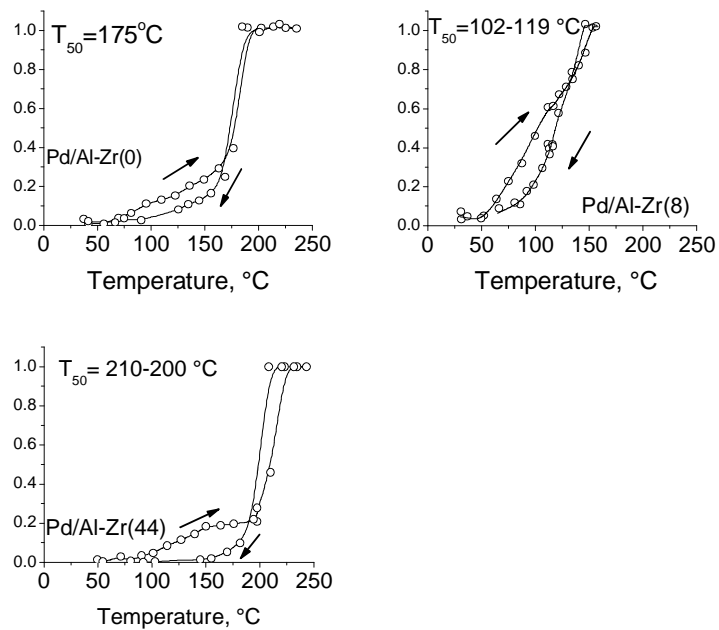 T50=175°C
Pd/Al-Zr(0)
1.0
0.8
0.6
0.4
0.2
0.0
0 50 100 150 200 250
Temperature, °C
T50=102-119 °C
Pd/Al-Zr(8)
1.0
0.8
0.6
0.4
0.2
0.0
0 50 100 150 200 250
Temperature, °C
T50= 210-200 °C
Pd/Al-Zr(44)
1.0
0.8
0.6
0.4
0.2
0.0
0 50 100 150 200 250
Temperature, °C